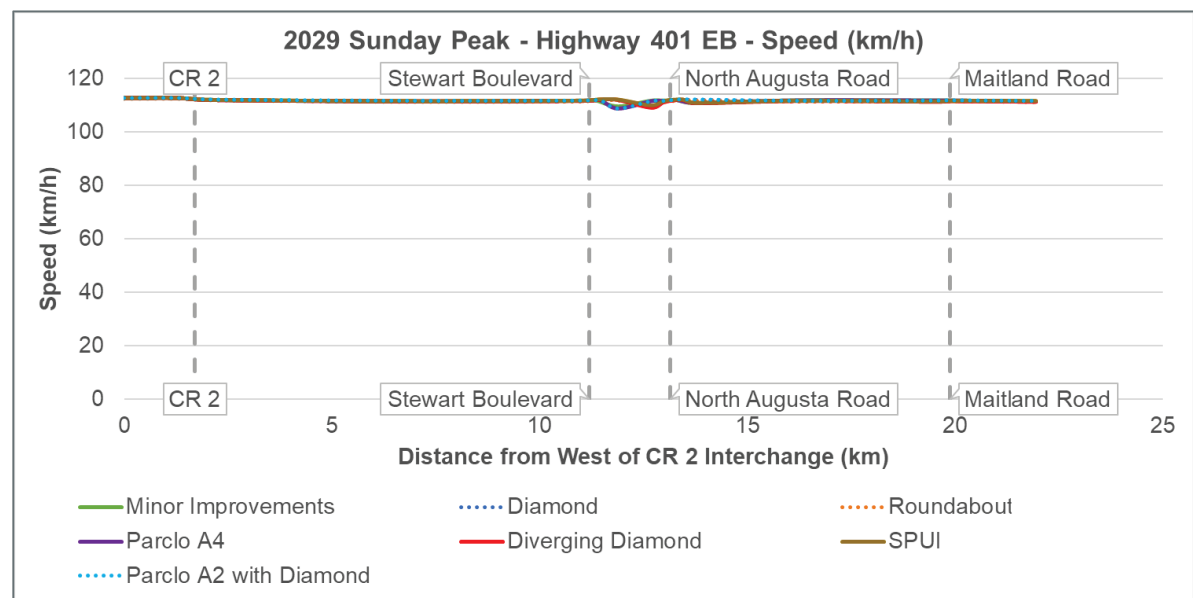 2029 Sunday Peak - Highway 401 EB - Speed (km/h)
120
100
80
60
40
20
0
Speed (km/h)
CR 2
Stewart Boulevard
North Augusta Road
Maitland Road
CR 2
Stewart Boulevard
North Augusta Road
Maitland Road
0
5
10
15
20
25
Distance from West of CR 2 Interchange (km)
Minor Improvements
Diamond
Roundabout
Parclo A4
Diverging Diamond
SPUI
Parclo A2 with Diamond